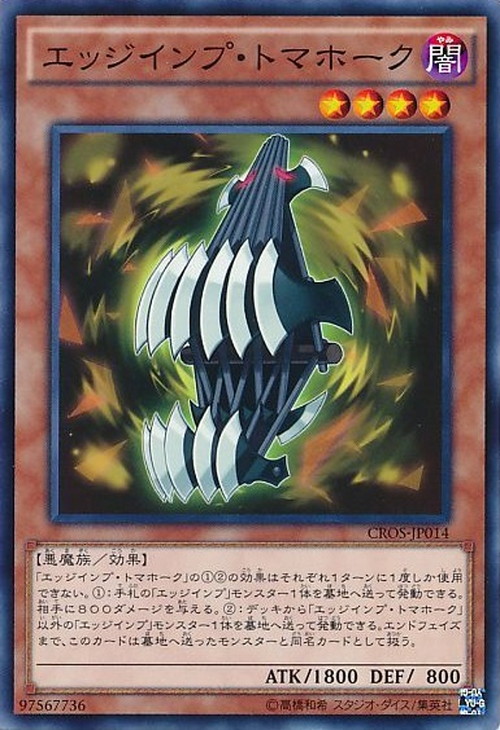 エッジインプ・トマホーク
闇
CROS-JP014
【悪魔族/効果】
「エッジインプ・トマホーク」の①②の効果はそれぞれ1ターンに1度しか使用
できない。①:手札の「エッジインプ」モンスター1体を墓地へ送って発動できる。
相手に800ダメージを与える。②:デッキから「エッジインプ・トマホーク」
以外の「エッジインプ」モンスター1体を墓地へ送って発動できる。エンドフェイズ
まで、このカードは墓地へ送ったモンスターと同名カードとして扱う。
ATK/1800 DEF/ 800
97567736
©高橋和希 スタジオ・ダイス/集英社